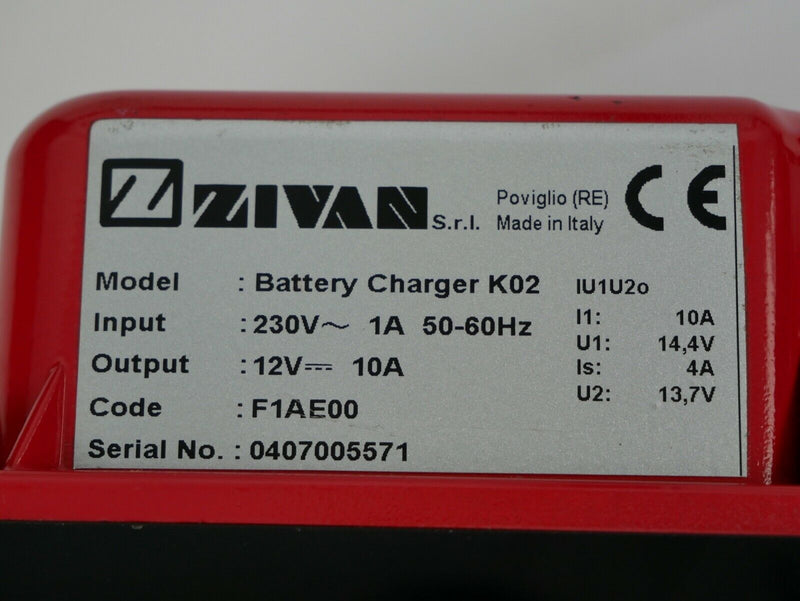 ZIVAN S.r.l.
Poviglio (RE)
Made in Italy
CE
Model : Battery Charger K02
Input : 230V~ 1A 50-60Hz
Output : 12V⎓ 10A
Code : F1AE00
Serial No. : 0407005571
IU1U2o
I1: 10A
U1: 14,4V
Is: 4A
U2: 13,7V